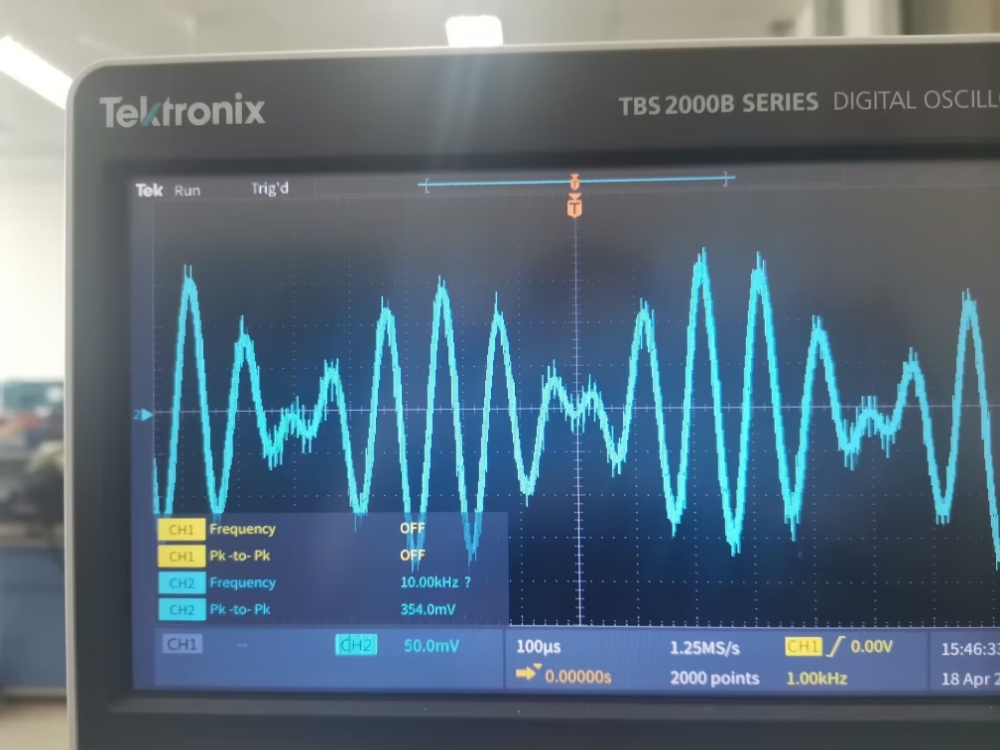 Tektronix
TBS 2000B SERIES DIGITAL OSCILL
Tek Run Trig'd
T
T
2
CH1 Frequency OFF
CH1 Pk -to- Pk OFF
CH2 Frequency 10.00kHz ?
CH2 Pk -to- Pk 354.0mV
CH1 -- CH2 50.0mV 100µs 1.25MS/s CH1 0.00V 15:46:33
0.00000s 2000 points 1.00kHz 18 Apr 2